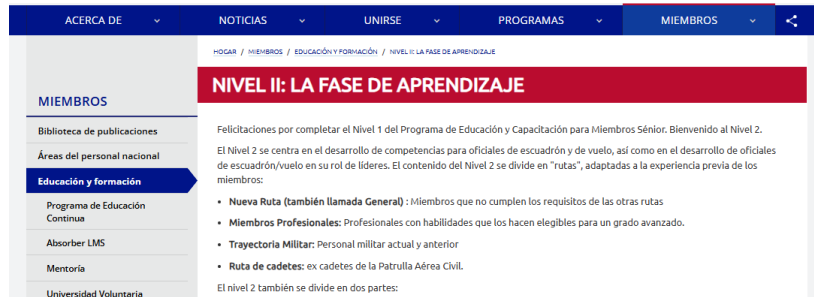 ACERCA DE NOTICIAS UNIRSE PROGRAMAS MIEMBROS
HOGAR / MIEMBROS / EDUCACIÓN Y FORMACIÓN / NIVEL II: LA FASE DE APRENDIZAJE
NIVEL II: LA FASE DE APRENDIZAJE
MIEMBROS
Biblioteca de publicaciones
Áreas del personal nacional
Educación y formación
Programa de Educación
Continua
Absorber LMS
Mentoría
Universidad Voluntaria
Felicitaciones por completar el Nivel 1 del Programa de Educación y Capacitación para Miembros Sénior. Bienvenido al Nivel 2.
El Nivel 2 se centra en el desarrollo de competencias para oficiales de escuadrón y de vuelo, así como en el desarrollo de oficiales
de escuadrón/vuelo en su rol de líderes. El contenido del Nivel 2 se divide en "rutas", adaptadas a la experiencia previa de los
miembros:
• Nueva Ruta (también llamada General) : Miembros que no cumplen los requisitos de las otras rutas
• Miembros Profesionales: Profesionales con habilidades que los hacen elegibles para un grado avanzado.
• Trayectoria Militar: Personal militar actual y anterior
• Ruta de cadetes: ex cadetes de la Patrulla Aérea Civil.
El nivel 2 también se divide en dos partes: